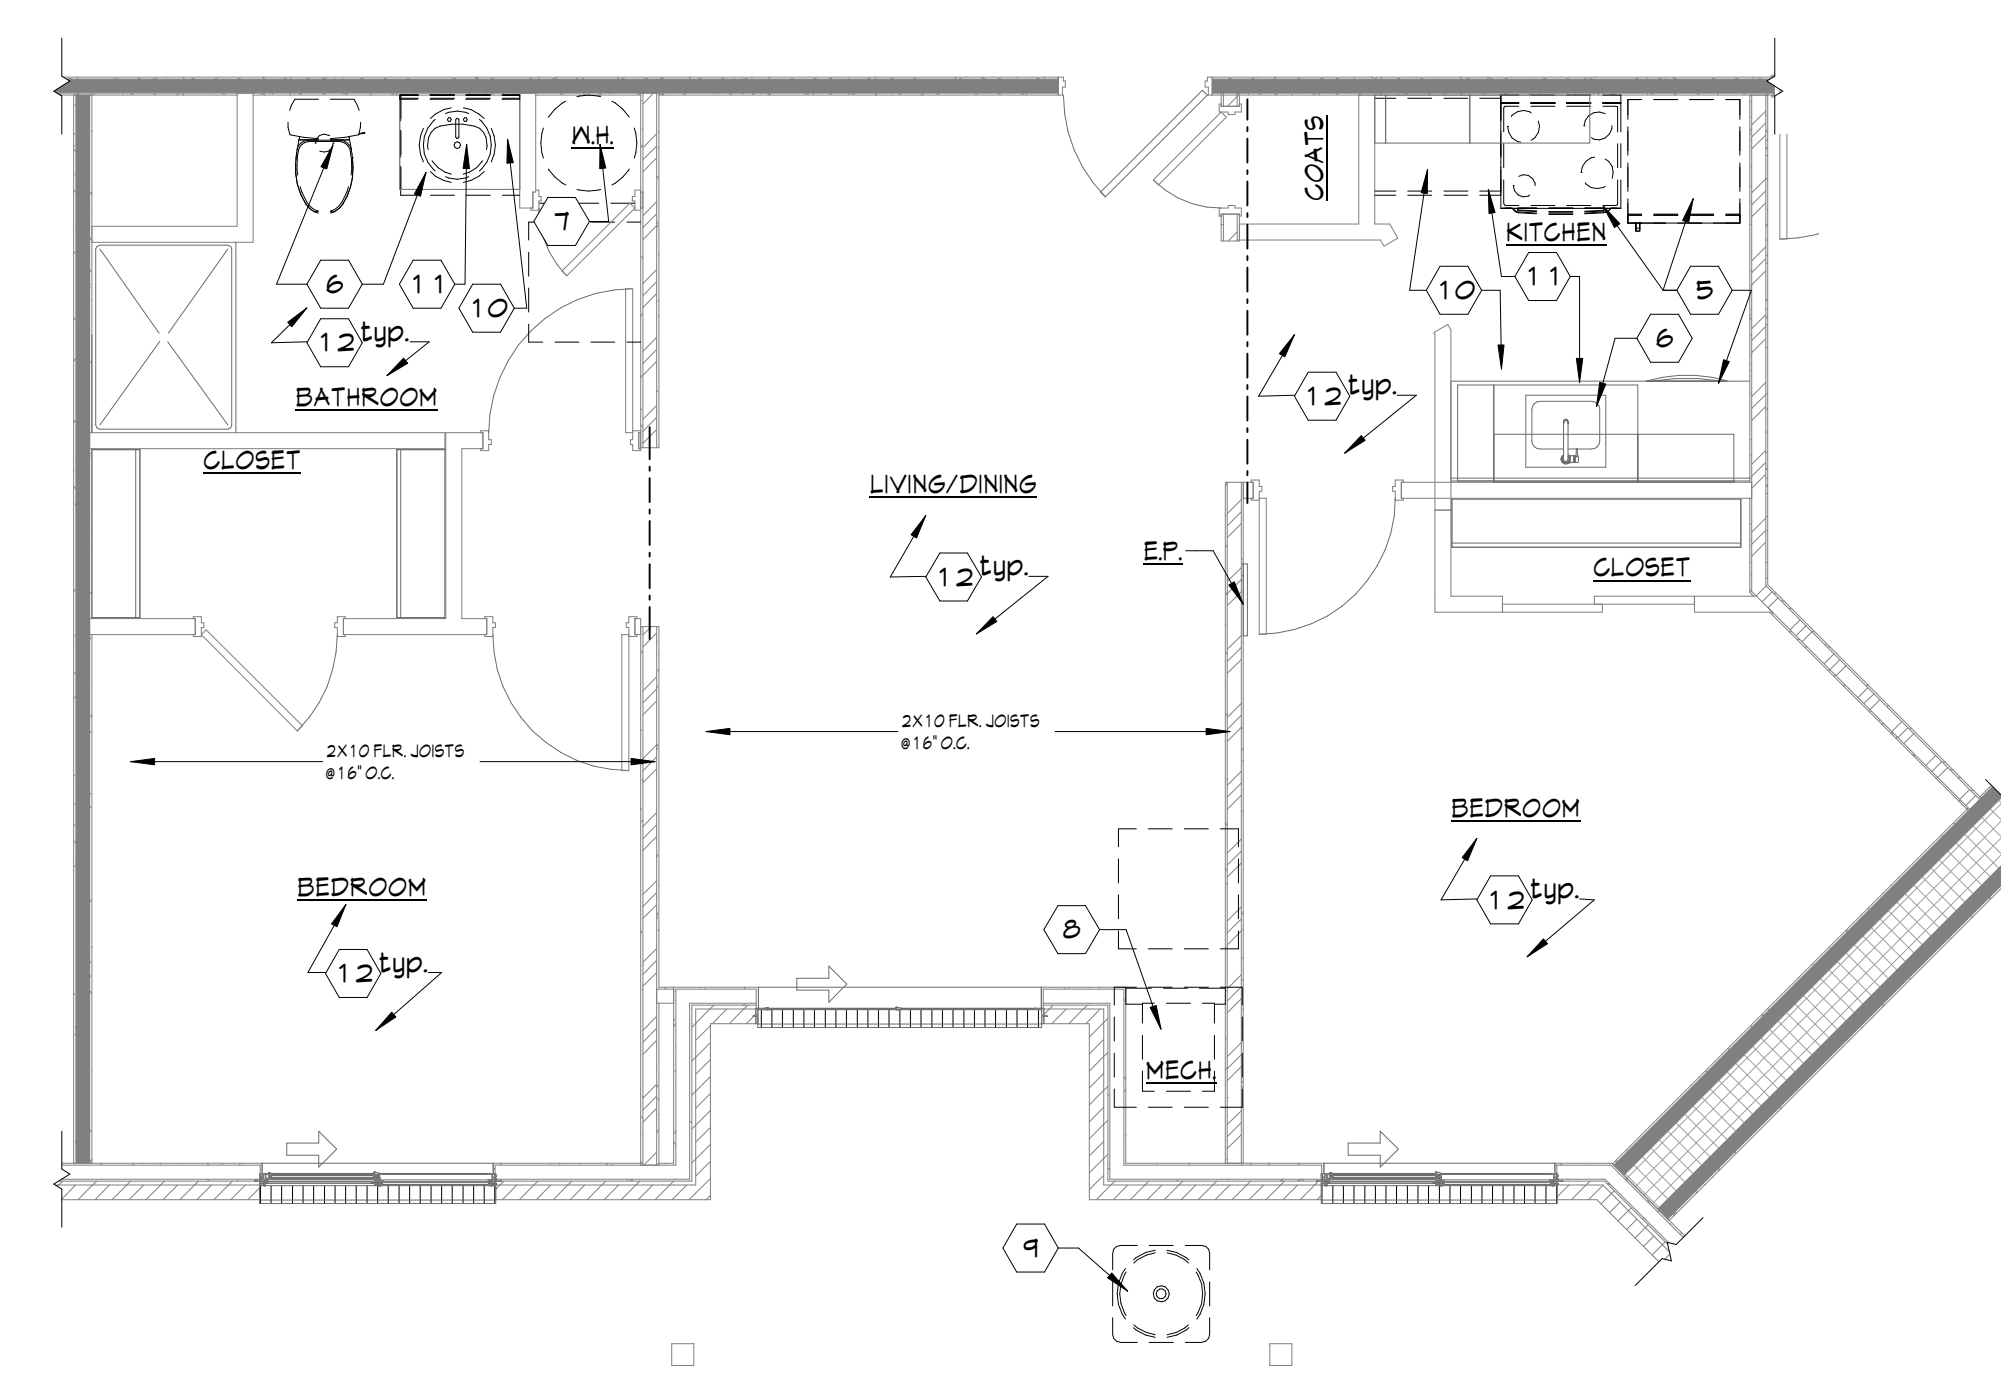 W.H.
COATS
7
KITCHEN
6
11
10
10
11
5
12 typ.
6
BATHROOM
12 typ.
CLOSET
LIVING/DINING
E.P.
12 typ.
CLOSET
2X10 FLR. JOISTS
@16" O.C.
2X10 FLR. JOISTS
@16" O.C.
BEDROOM
12 typ.
BEDROOM
12 typ.
8
MECH.
9